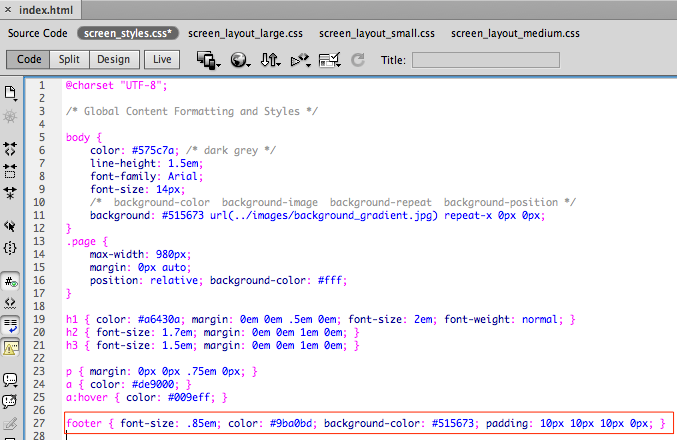 index.html
Source Code screen_styles.css* screen_layout_large.css screen_layout_small.css screen_layout_medium.css
Code Split Design Live Title:
1 @charset "UTF-8";
2
3 /* Global Content Formatting and Styles */
4
5 body {
6 color: #575c7a; /* dark grey */
7 line-height: 1.5em;
8 font-family: Arial;
9 font-size: 14px;
10 /* background-color background-image background-repeat background-position */
11 background: #515673 url(../images/background_gradient.jpg) repeat-x 0px 0px;
12 }
13 .page {
14 max-width: 980px;
15 margin: 0px auto;
16 position: relative; background-color: #fff;
17 }
18
19 h1 { color: #a6430a; margin: 0em 0em .5em 0em; font-size: 2em; font-weight: normal; }
20 h2 { font-size: 1.7em; margin: 0em 0em 1em 0em; }
21 h3 { font-size: 1.5em; margin: 0em 0em 1em 0em; }
22
23 p { margin: 0px 0px .75em 0px; }
24 a { color: #de9000; }
25 a:hover { color: #009eff; }
26
27 footer { font-size: .85em; color: #9ba0bd; background-color: #515673; padding: 10px 10px 10px 0px; }
28